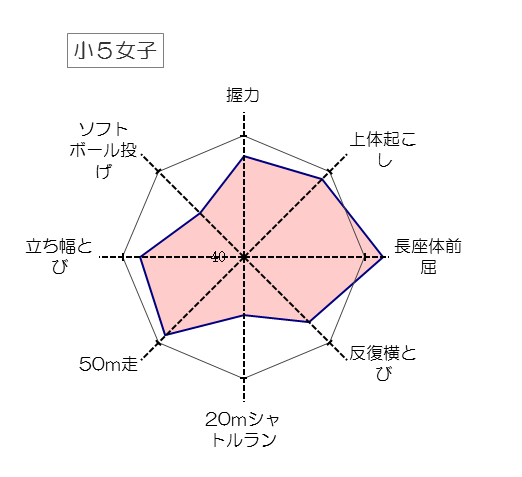 小５女子
握力
上体起こ
し
長座体前
屈
反復横と
び
20mシャ
トルラン
50m走
立ち幅と
び
ソフト
ボール投
げ
40